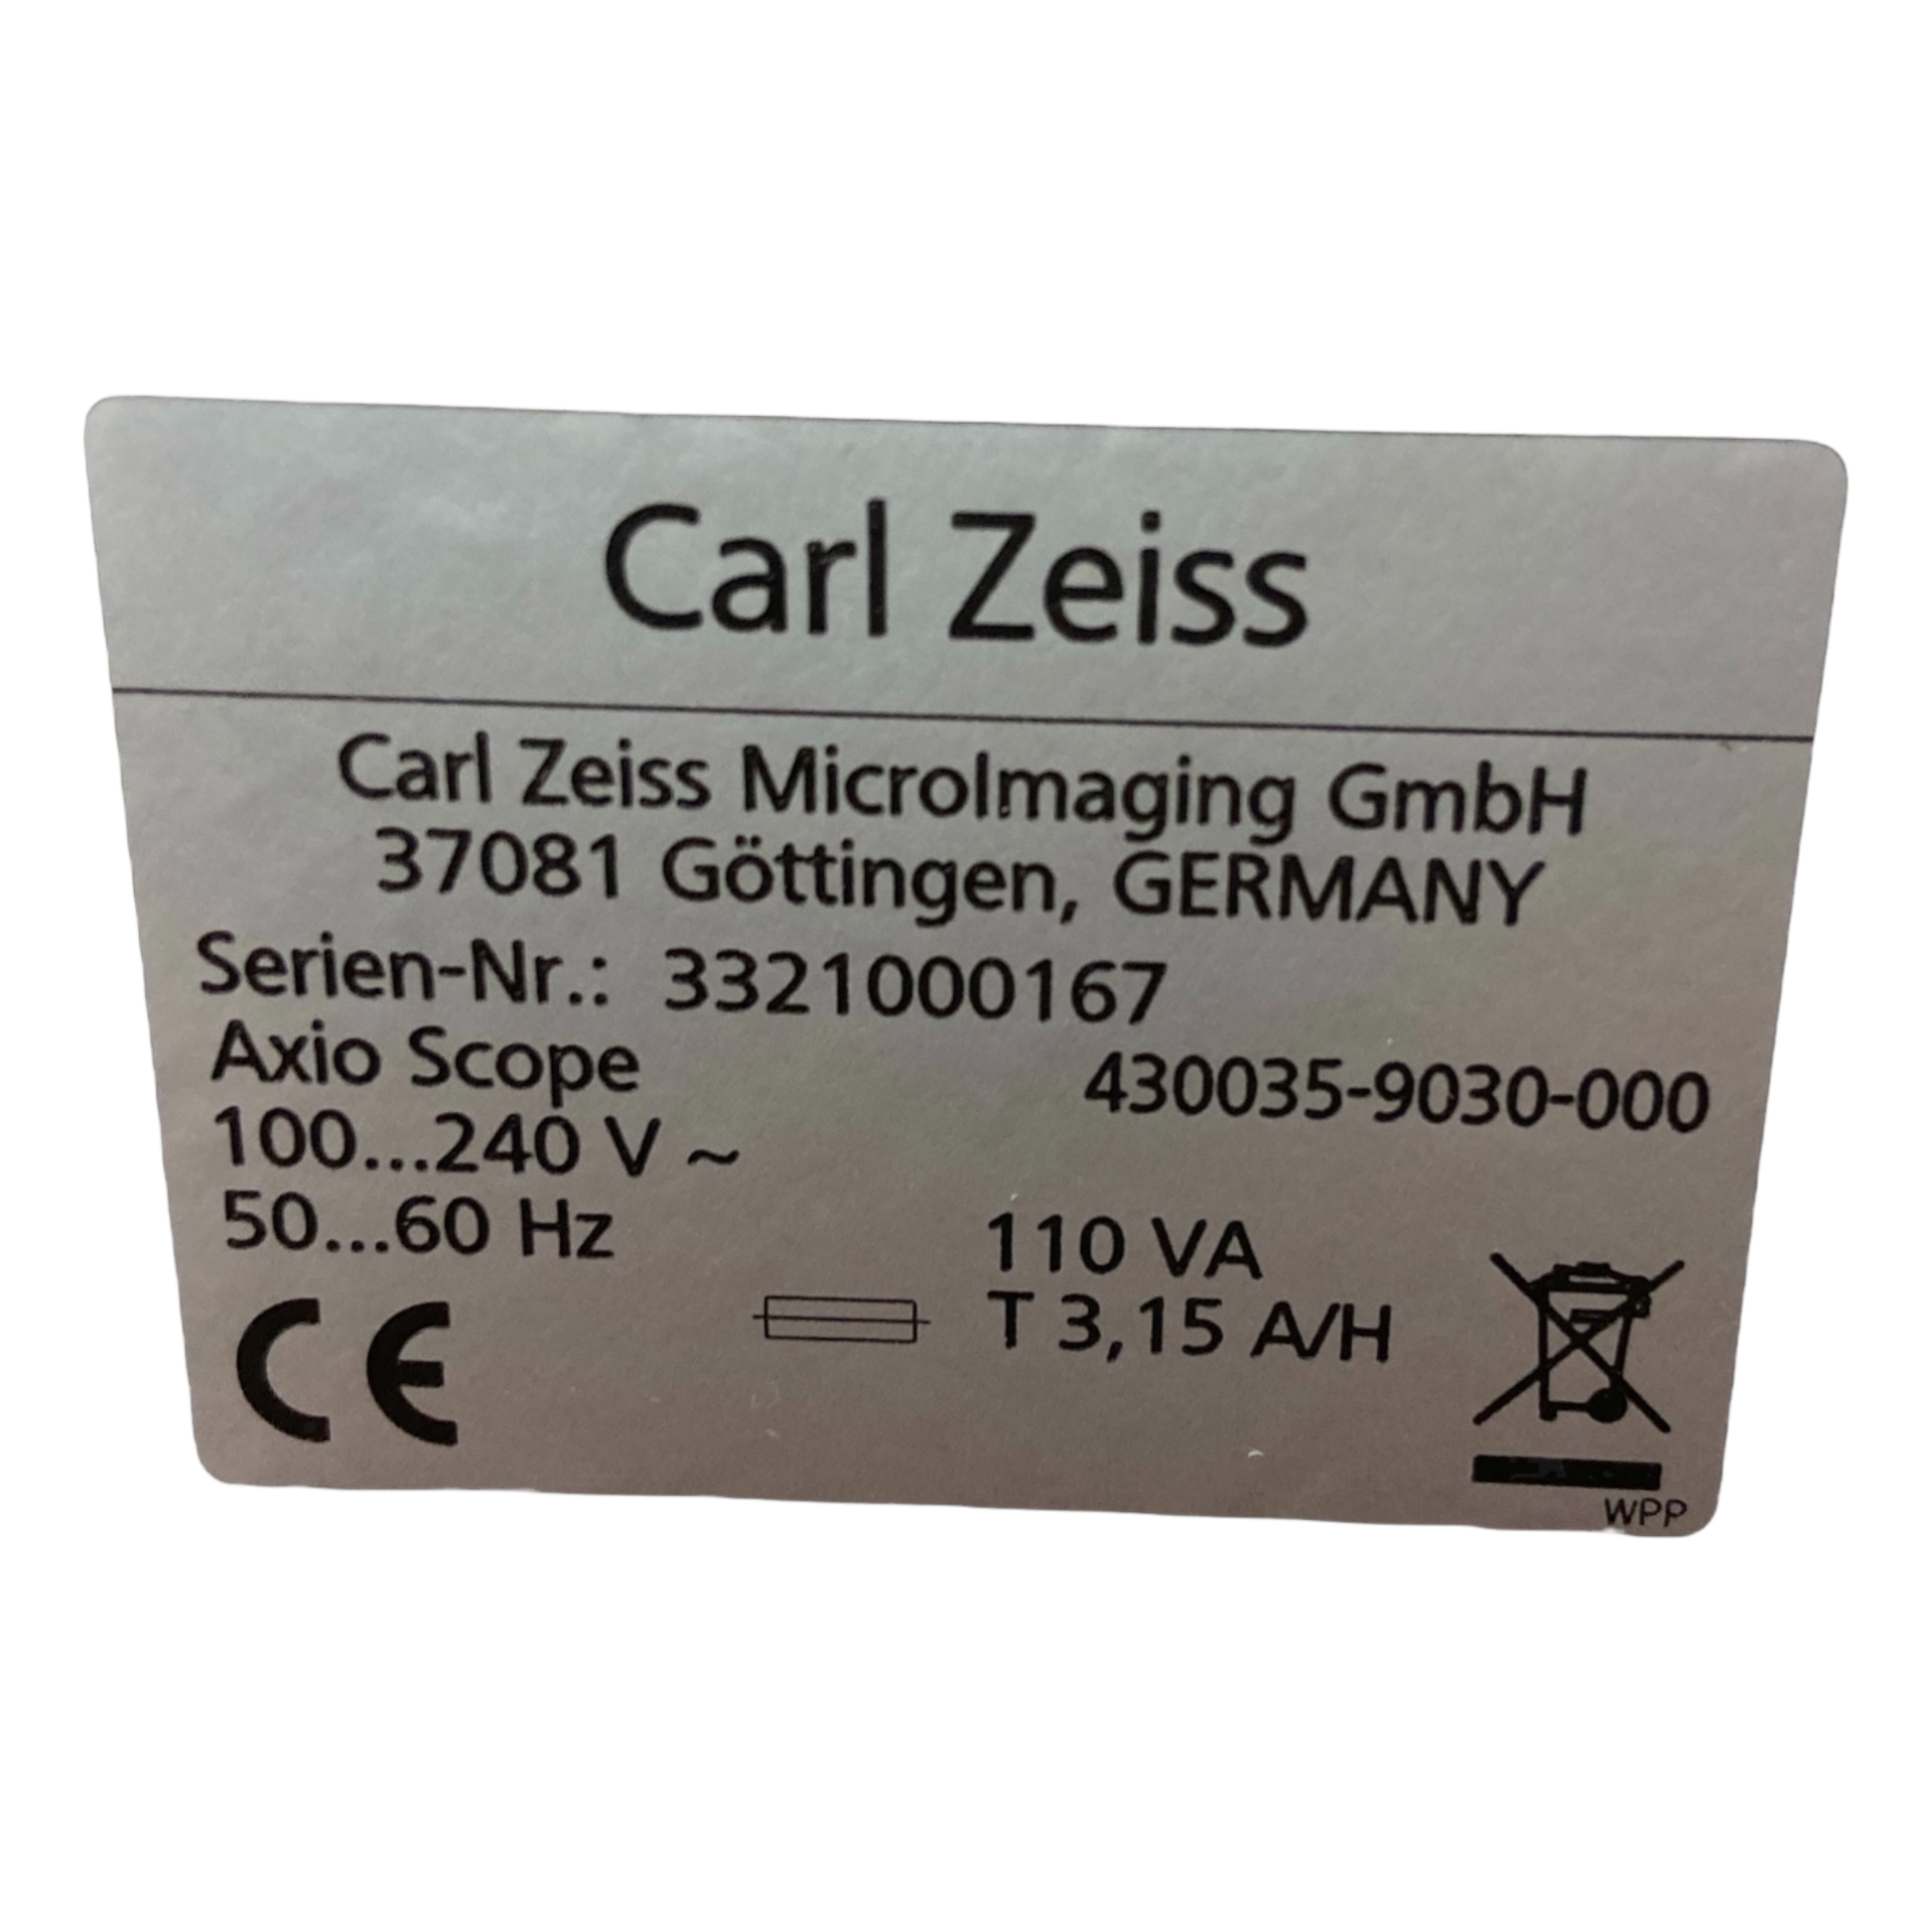 Carl Zeiss
Carl Zeiss MicroImaging GmbH
37081 Göttingen, GERMANY
Serien-Nr.: 3321000167
Axio Scope 430035-9030-000
100...240 V ~
50...60 Hz 110 VA
CE T 3,15 A/H
WPP